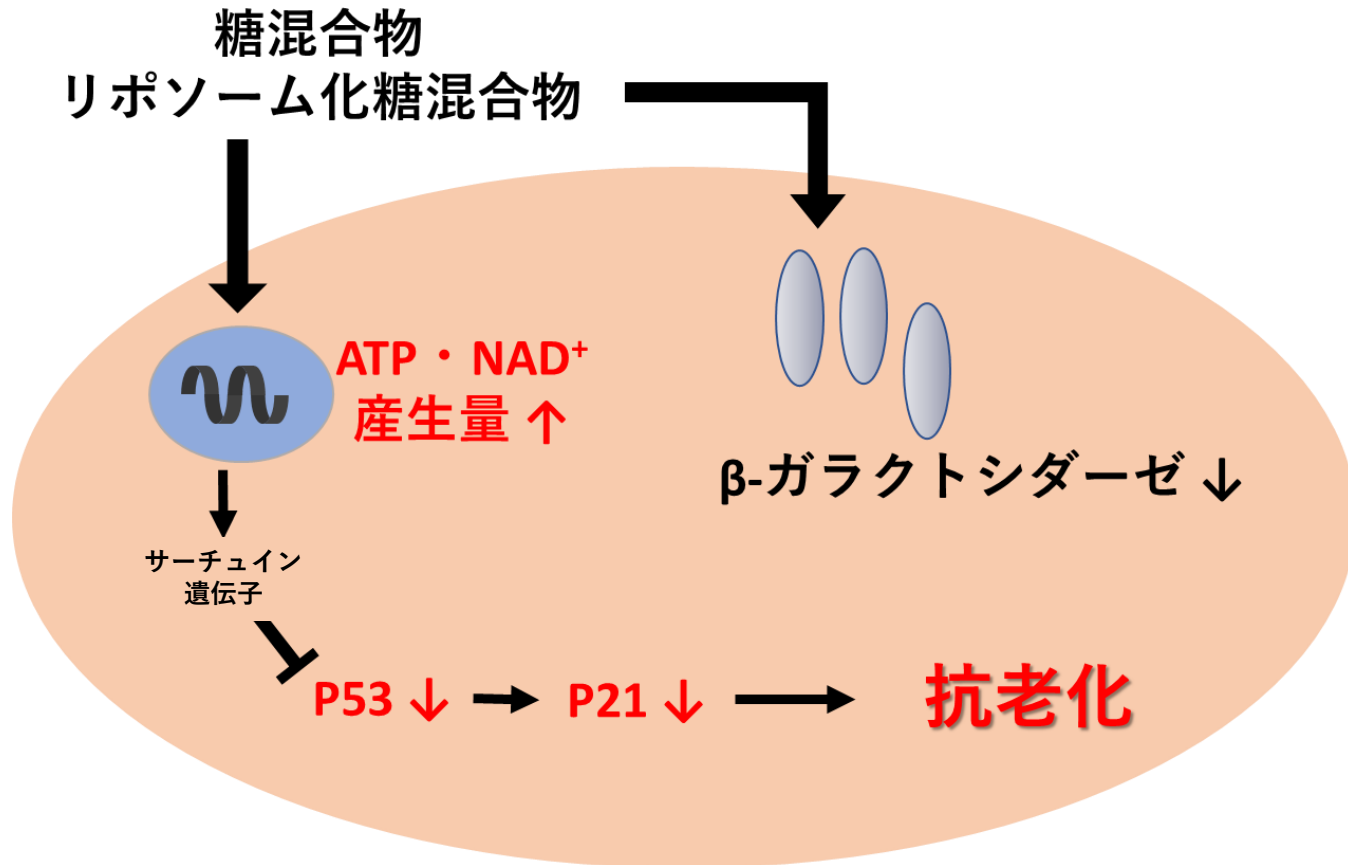 糖混合物
リポソーム化糖混合物
ATP・NAD⁺
産生量↑
β-ガラクトシダーゼ↓
サーチュイン
遺伝子
P53↓
P21↓
抗老化